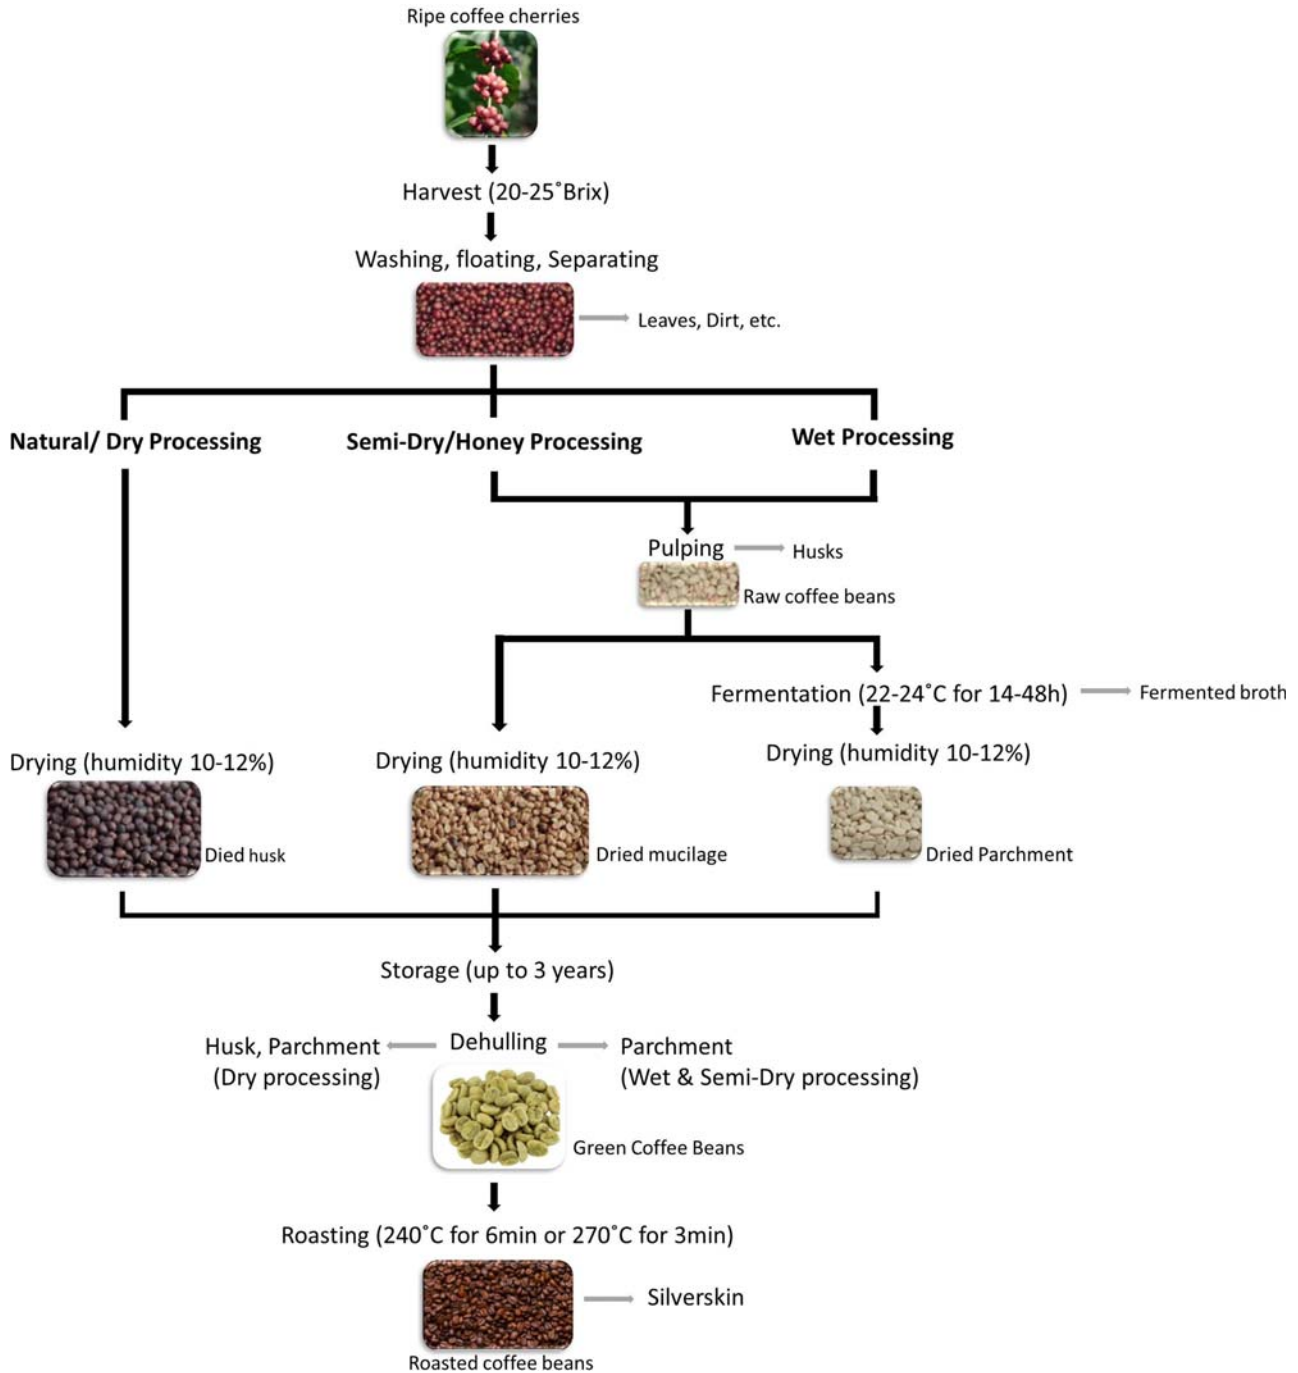 Ripe coffee cherries
Harvest (20-25˚Brix)
Washing, floating, Separating
Leaves, Dirt, etc.
Natural/ Dry Processing
Semi-Dry/Honey Processing
Wet Processing
Pulping
Husks
Raw coffee beans
Fermentation (22-24˚C for 14-48h)
Fermented broth
Drying (humidity 10-12%)
Died husk
Drying (humidity 10-12%)
Dried mucilage
Drying (humidity 10-12%)
Dried Parchment
Storage (up to 3 years)
Dehulling
Husk, Parchment
(Dry processing)
Parchment
(Wet & Semi-Dry processing)
Green Coffee Beans
Roasting (240˚C for 6min or 270˚C for 3min)
Silverskin
Roasted coffee beans